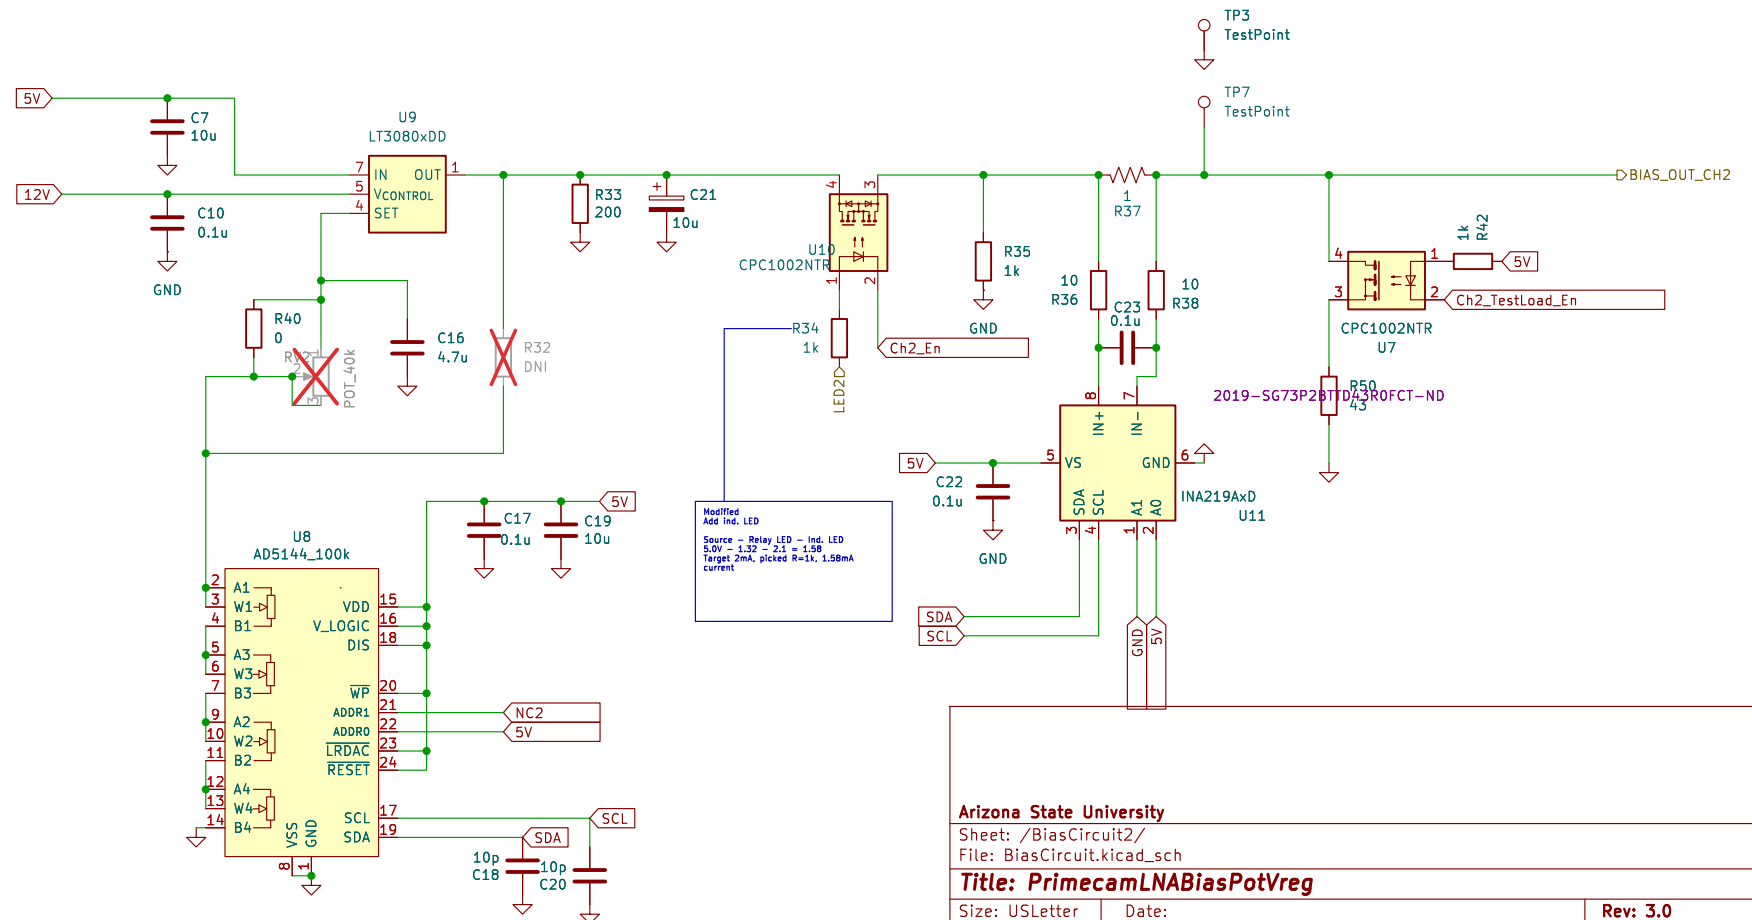 TP3
TestPoint
TP7
TestPoint
5V
C7
10u
U9
LT3080xDD
7
IN
OUT
1
5
VCONTROL
4
SET
12V
C10
0.1u
GND
R33
200
+
C21
10u
4
3
U10
CPC1002NTR
1
2
R35
1k
GND
1
R37
BIAS_OUT_CH2
10
R36
10
R38
C23
0.1u
1k
R42
4
1
5V
3
2
Ch2_TestLoad_En
CPC1002NTR
U7
R40
0
RV2
1
2
3
POT_40k
C16
4.7u
R32
DNI
R34
1k
Ch2_En
LED2
2019-SG73P2BTTD43R0FCT-ND
R50
43
8
7
IN+
IN-
5V
5
VS
GND
6
C22
0.1u
GND
SDA
SCL
A1
A0
3
4
1
2
INA219AxD
U11
SDA
SCL
GND
5V
Modified
Add ind. LED
Source - Relay LED - Ind. LED
5.0V - 1.32 - 2.1 = 1.58
Target 2mA, picked R=1k, 1.58mA
current
5V
C17
0.1u
C19
10u
U8
AD5144_100k
2
A1
3
W1
4
B1
5
A3
6
W3
7
B3
9
A2
10
W2
11
B2
12
A4
13
W4
14
B4
VDD
15
V_LOGIC
16
DIS
18
WP
20
ADDR1
21
NC2
ADDR0
22
5V
LRDAC
23
RESET
24
SCL
17
SCL
SDA
19
SDA
VSS
GND
8
1
10p
C18
10p
C20
Arizona State University
Sheet: /BiasCircuit2/
File: BiasCircuit.kicad_sch
Title: PrimecamLNABiasPotVreg
Size: USLetter
Date:
Rev: 3.0